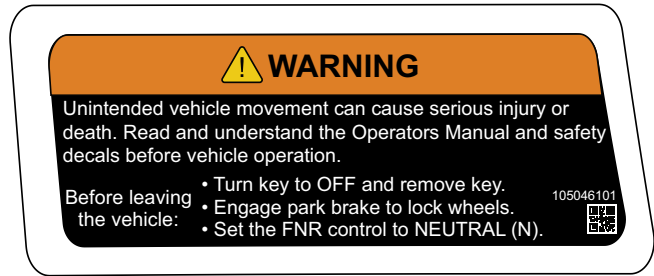 WARNING
Unintended vehicle movement can cause serious injury or
death. Read and understand the Operators Manual and safety
decals before vehicle operation.
Before leaving
the vehicle:
• Turn key to OFF and remove key.
• Engage park brake to lock wheels.
• Set the FNR control to NEUTRAL (N).
105046101